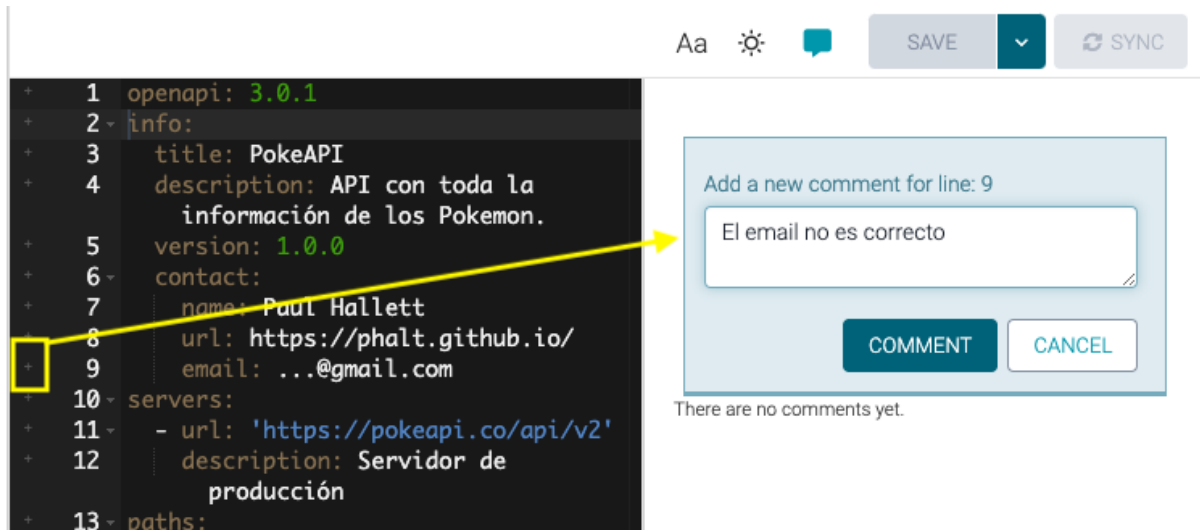 Aa SAVE SYNC
1 openapi: 3.0.1
2 info:
3 title: PokeAPI
4 description: API con toda la
información de los Pokemon.
5 version: 1.0.0
6 contact:
7 name: Paul Hallett
8 url: https://phalt.github.io/
9 email: ...@gmail.com
10 servers:
11 - url: 'https://pokeapi.co/api/v2'
12 description: Servidor de
producción
13 paths:
Add a new comment for line: 9
El email no es correcto
COMMENT CANCEL
There are no comments yet.